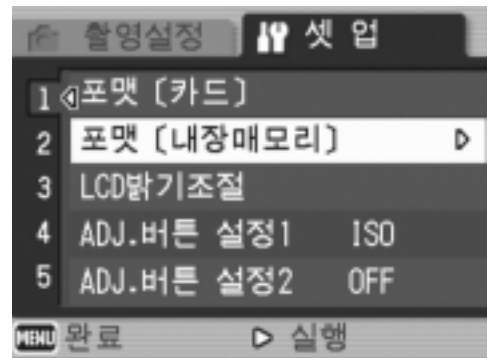 촬영설정 셋 업
1 포맷 [카드]
2 포맷 [내장매모리]
3 LCD밝기조절
4 ADJ.버튼 설정1 ISO
5 ADJ.버튼 설정2 OFF
MENU 완료 실행